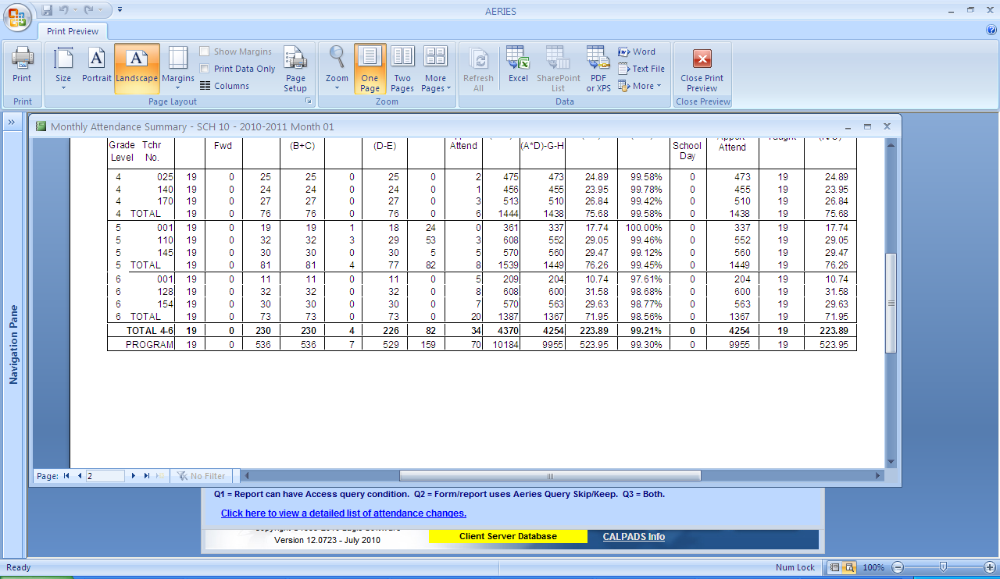 AERIES
Print Preview
Print
Size
Portrait
Landscape
Margins
Show Margins
Print Data Only
Columns
Page Setup
Zoom
One Page
Two Pages
More Pages
Refresh All
Excel
SharePoint List
PDF or XPS
Word
Text File
More
Close Print Preview
Print
Page Layout
Zoom
Data
Close Preview
Monthly Attendance Summary - SCH 10 - 2010-2011 Month 01
Grade Tchr Fwd (B+C) (D-E) Attend (A*D)-G-H School Attend
Level No. Day
4 025 19 0 25 25 0 25 0 2 475 473 24.89 99.58% 0 473 19 24.89
4 140 19 0 24 24 0 24 0 1 456 455 23.95 99.78% 0 455 19 23.95
4 170 19 0 27 27 0 27 0 3 513 510 26.84 99.42% 0 510 19 26.84
4 TOTAL 19 0 76 76 0 76 0 6 1444 1438 75.68 99.58% 0 1438 19 75.68
5 001 19 0 19 19 1 18 24 0 361 337 17.74 100.00% 0 337 19 17.74
5 110 19 0 32 32 3 29 53 3 608 552 29.05 99.46% 0 552 19 29.05
5 145 19 0 30 30 0 30 5 5 570 560 29.47 99.12% 0 560 19 29.47
5 TOTAL 19 0 81 81 4 77 82 8 1539 1449 76.26 99.45% 0 1449 19 76.26
6 001 19 0 11 11 0 11 0 5 209 204 10.74 97.61% 0 204 19 10.74
6 128 19 0 32 32 0 32 0 8 608 600 31.58 98.68% 0 600 19 31.58
6 154 19 0 30 30 0 30 0 7 570 563 29.63 98.77% 0 563 19 29.63
6 TOTAL 19 0 73 73 0 73 0 20 1387 1367 71.95 98.56% 0 1367 19 71.95
TOTAL 4-6 19 0 230 230 4 226 82 34 4370 4254 223.89 99.21% 0 4254 19 223.89
PROGRAM 19 0 536 536 7 529 159 70 10184 9955 523.95 99.30% 0 9955 19 523.95
Navigation Pane
Page: 2 No Filter
Q1 = Report can have Access query condition. Q2 = Form/report uses Aeries Query Skip/Keep. Q3 = Both.
Click here to view a detailed list of attendance changes.
Version 12.0723 - July 2010
Client Server Database
CALPADS Info
Ready
Num Lock
100%